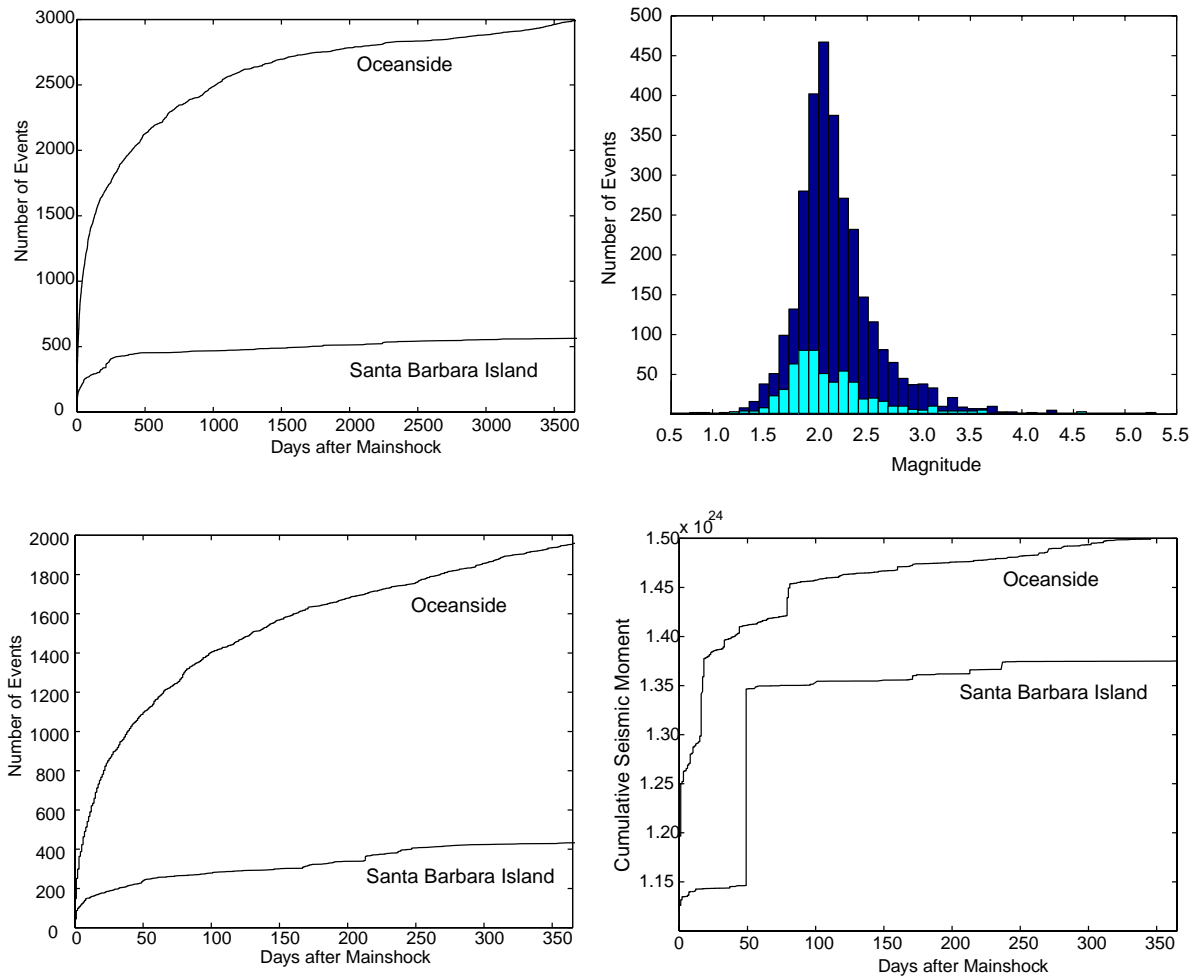 3000
2500
2000
1500
1000
500
0
Number of Events
Oceanside
Santa Barbara Island
0 500 1000 1500 2000 2500 3000 3500
Days after Mainshock
500
450
400
350
300
250
200
150
100
50
Number of Events
0.5 1.0 1.5 2.0 2.5 3.0 3.5 4.0 4.5 5.0 5.5
Magnitude
2000
1800
1600
1400
1200
1000
800
600
400
200
0
Number of Events
Oceanside
Santa Barbara Island
0 50 100 150 200 250 300 350
Days after Mainshock
x 10^24
1.50
1.45
1.40
1.35
1.30
1.25
1.20
1.15
Cumulative Seismic Moment
Oceanside
Santa Barbara Island
0 50 100 150 200 250 300 350
Days after Mainshock